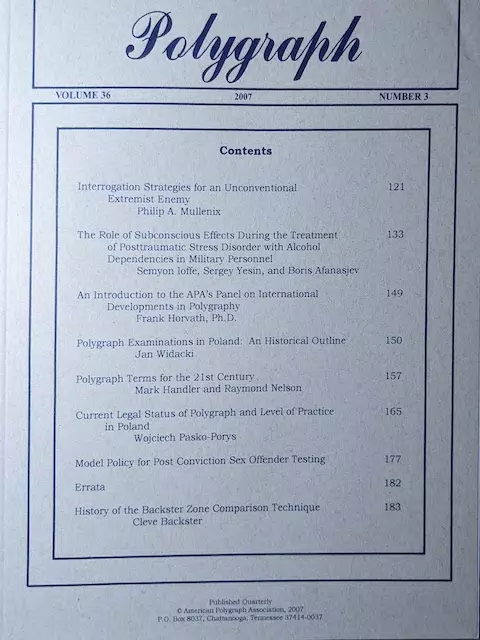 Polygraph
VOLUME 36 2007 NUMBER 3
Contents
Interrogation Strategies for an Unconventional 121
Extremist Enemy
Philip A. Mullenix
The Role of Subconscious Effects During the Treatment 133
of Posttraumatic Stress Disorder with Alcohol
Dependencies in Military Personnel
Semyon Ioffe, Sergey Yesin, and Boris Afanasjev
An Introduction to the APA's Panel on International 149
Developments in Polygraphy
Frank Horvath, Ph.D.
Polygraph Examinations in Poland: An Historical Outline 150
Jan Widacki
Polygraph Terms for the 21st Century 157
Mark Handler and Raymond Nelson
Current Legal Status of Polygraph and Level of Practice 165
in Poland
Wojciech Pasko-Porys
Model Policy for Post Conviction Sex Offender Testing 177
Errata 182
History of the Backster Zone Comparison Technique 183
Cleve Backster
Published Quarterly
© American Polygraph Association, 2007
P.O. Box 8037, Chattanooga, Tennessee 37414-0037